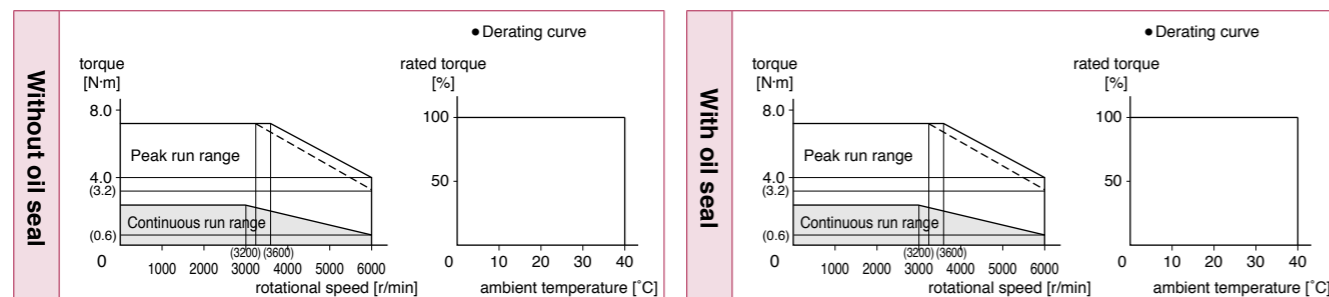 Without oil seal
● Derating curve
torque
[N·m]
8.0
4.0
(3.2)
(0.6)
0
Peak run range
Continuous run range
(3200) (3600)
1000 2000 3000 4000 5000 6000
rotational speed [r/min]
rated torque
[%]
100
50
0 10 20 30 40
ambient temperature [˚C]
With oil seal
● Derating curve
torque
[N·m]
8.0
4.0
(3.2)
(0.6)
0
Peak run range
Continuous run range
(3200) (3600)
1000 2000 3000 4000 5000 6000
rotational speed [r/min]
rated torque
[%]
100
50
0 10 20 30 40
ambient temperature [˚C]